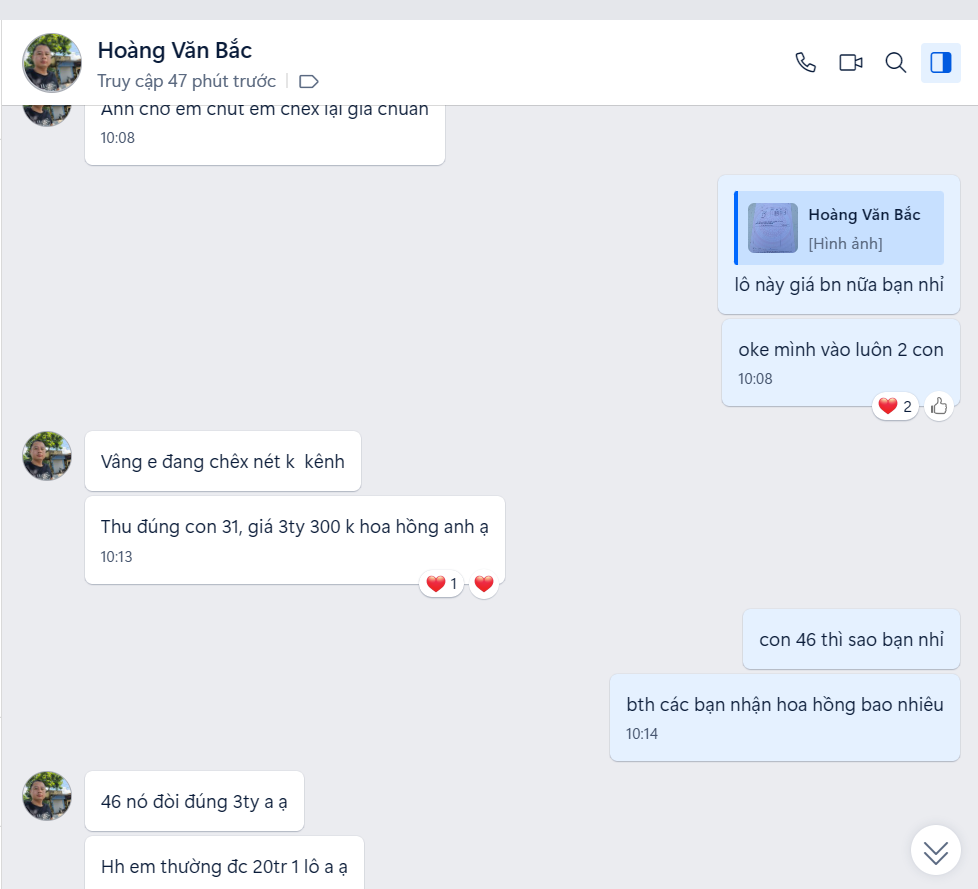 Hoàng Văn Bắc
Truy cập 47 phút trước
Anh chờ em chút em chex lại giá chuẩn
10:08
Hoàng Văn Bắc
[Hình ảnh]
lô này giá bn nữa bạn nhỉ
oke mình vào luôn 2 con
10:08
2
Vâng e đang chêx nét k kênh
Thu đúng con 31, giá 3ty 300 k hoa hồng anh ạ
10:13
1
con 46 thì sao bạn nhỉ
bth các bạn nhận hoa hồng bao nhiêu
10:14
46 nó đòi đúng 3ty a ạ
Hh em thường đc 20tr 1 lô a ạ